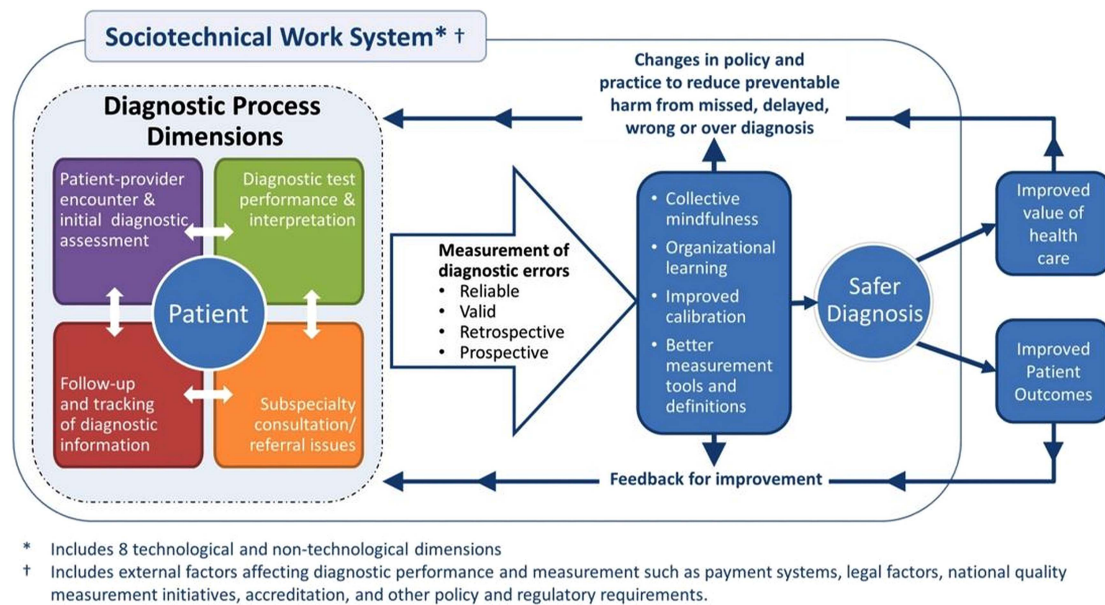 Sociotechnical Work System* †
Diagnostic Process
Dimensions
Patient-provider
encounter &
initial diagnostic
assessment
Diagnostic test
performance &
interpretation
Patient
Follow-up
and tracking
of diagnostic
information
Subspecialty
consultation/
referral issues
Measurement of
diagnostic errors
• Reliable
• Valid
• Retrospective
• Prospective
Changes in policy and
practice to reduce preventable
harm from missed, delayed,
wrong or over diagnosis
• Collective
mindfulness
• Organizational
learning
• Improved
calibration
• Better
measurement
tools and
definitions
Feedback for improvement
Safer
Diagnosis
Improved
value of
health
care
Improved
Patient
Outcomes
* Includes 8 technological and non-technological dimensions
† Includes external factors affecting diagnostic performance and measurement such as payment systems, legal factors, national quality
measurement initiatives, accreditation, and other policy and regulatory requirements.